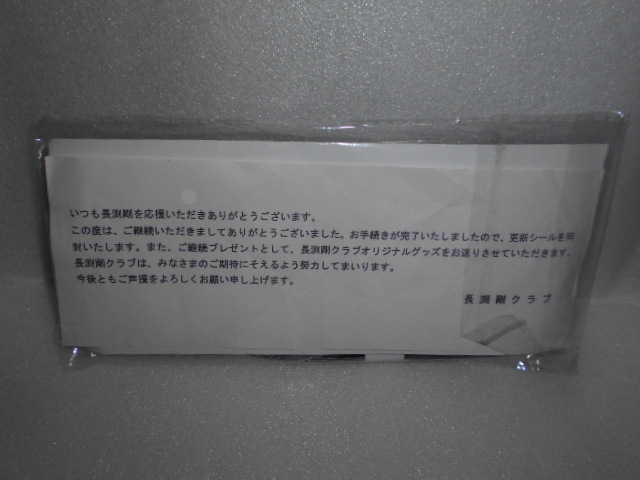 いつも長渕剛を応援いただきありがとうございます。
この度は、ご継続いただきましてありがとうございました。お手続きが完了いたしましたので、更新シールを同
封いたします。また、ご継続プレゼントとして、長渕剛クラブオリジナルグッズをお送りさせていただきます。
長渕剛クラブは、みなさまのご期待にそえるよう努力してまいります。
今後ともご声援をよろしくお願い申し上げます。
長渕剛クラブ